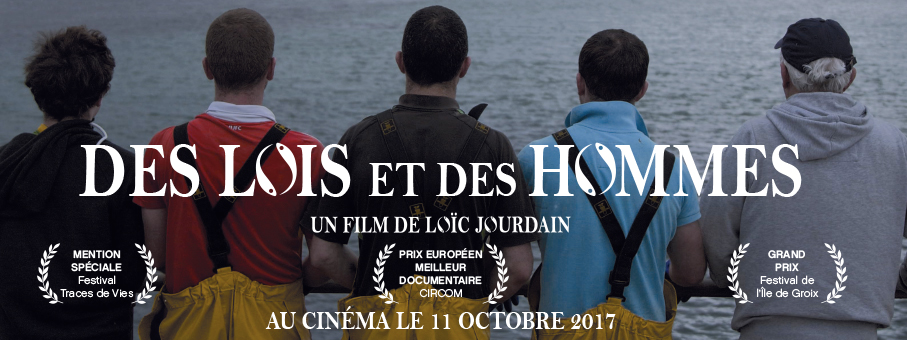 DES LOIS ET DES HOMMES
UN FILM DE LOÏC JOURDAIN
MENTION
SPÉCIALE
Festival
Traces de Vies
PRIX EUROPÉEN
MEILLEUR
DOCUMENTAIRE
CIRCOM
GRAND
PRIX
Festival de
l'Île de Groix
AU CINÉMA LE 11 OCTOBRE 2017